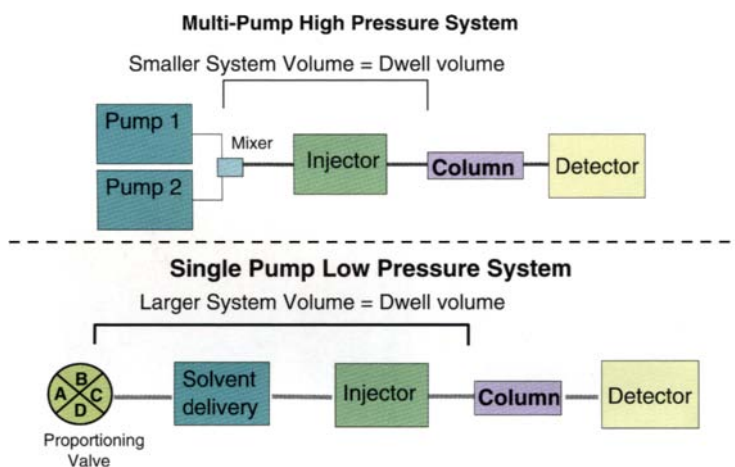 Multi-Pump High Pressure System
Smaller System Volume = Dwell volume
Pump 1
Mixer
Injector
Column
Detector
Pump 2
Single Pump Low Pressure System
Larger System Volume = Dwell volume
B
A
C
D
Solvent
delivery
Injector
Column
Detector
Proportioning
Valve